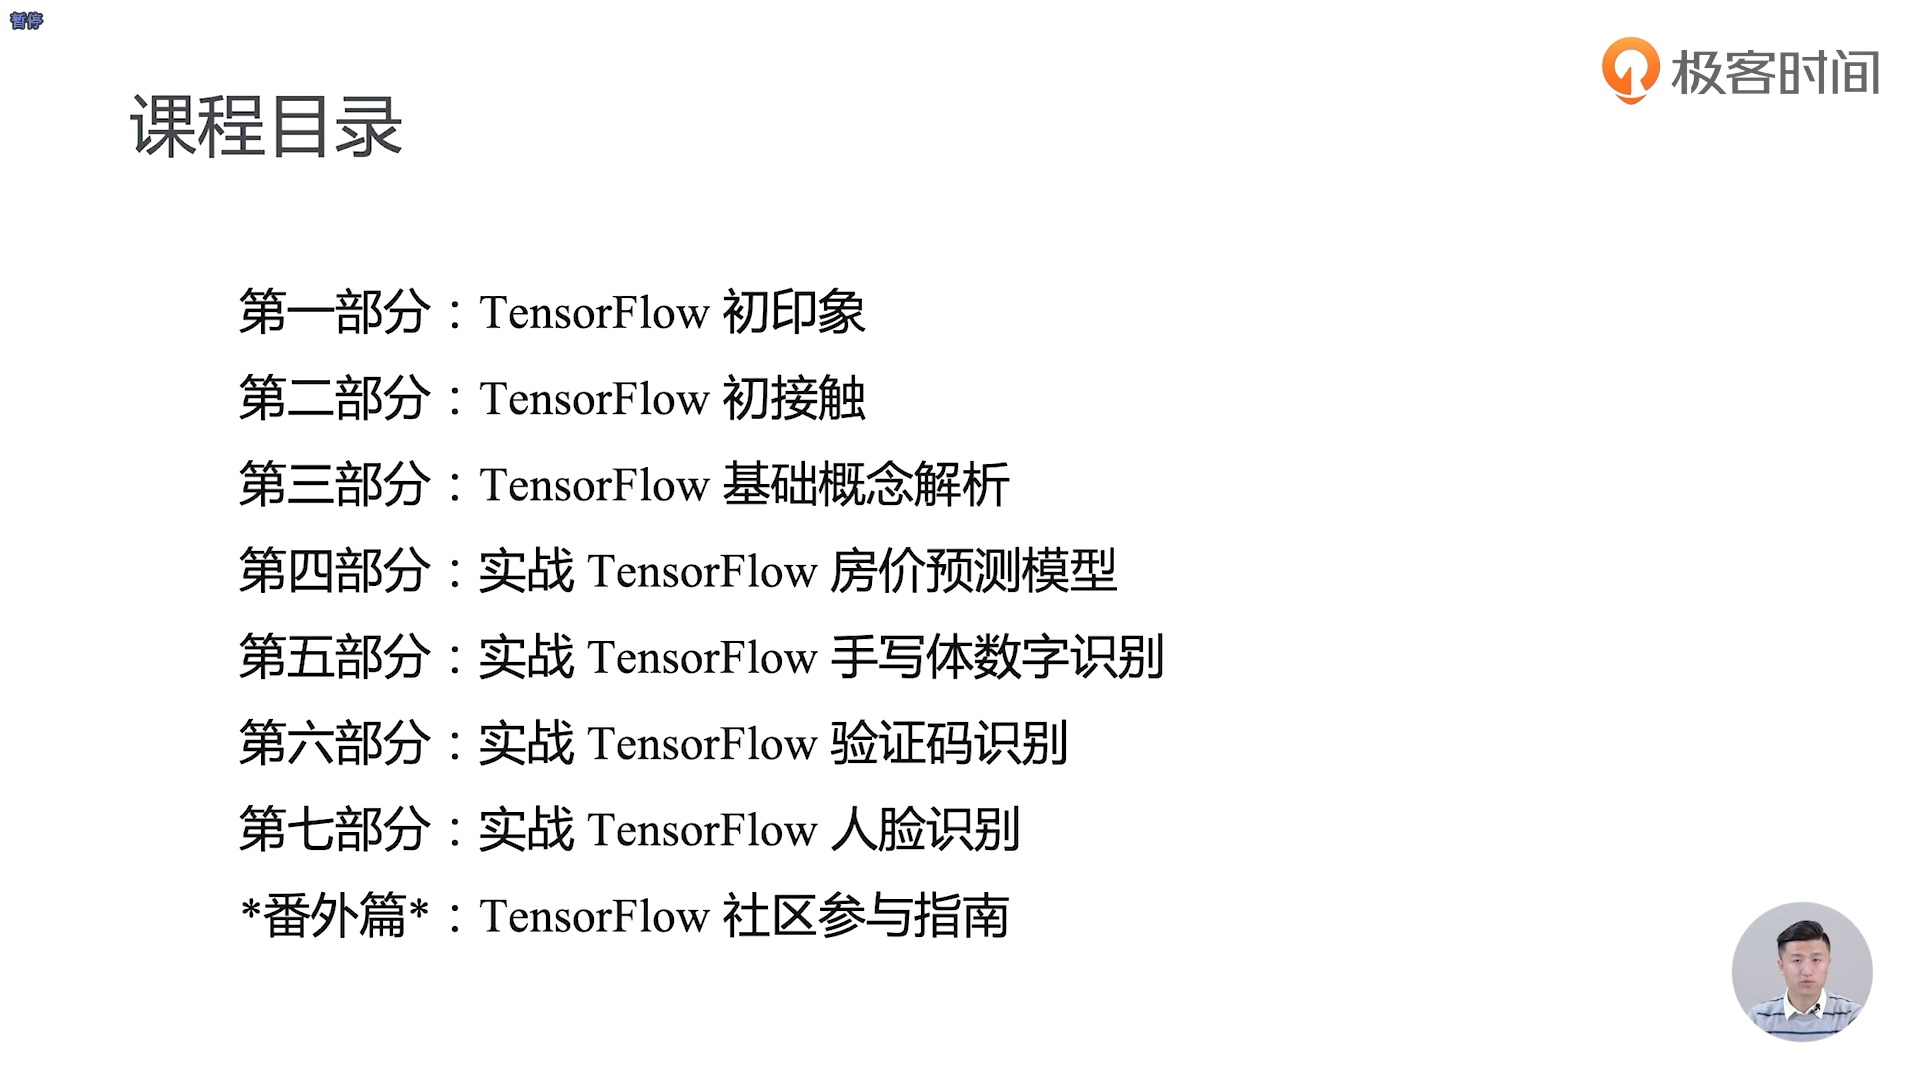 暂停
极客时间
课程目录
第一部分：TensorFlow 初印象
第二部分：TensorFlow 初接触
第三部分：TensorFlow 基础概念解析
第四部分：实战 TensorFlow 房价预测模型
第五部分：实战 TensorFlow 手写体数字识别
第六部分：实战 TensorFlow 验证码识别
第七部分：实战 TensorFlow 人脸识别
*番外篇*：TensorFlow 社区参与指南